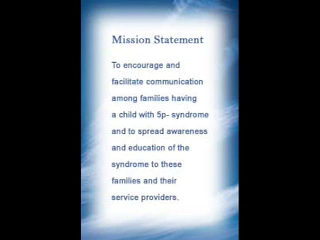 Mission Statement
To encourage and
facilitate communication
among families having
a child with 5p- syndrome
and to spread awareness
and education of the
syndrome to these
families and their
service providers.